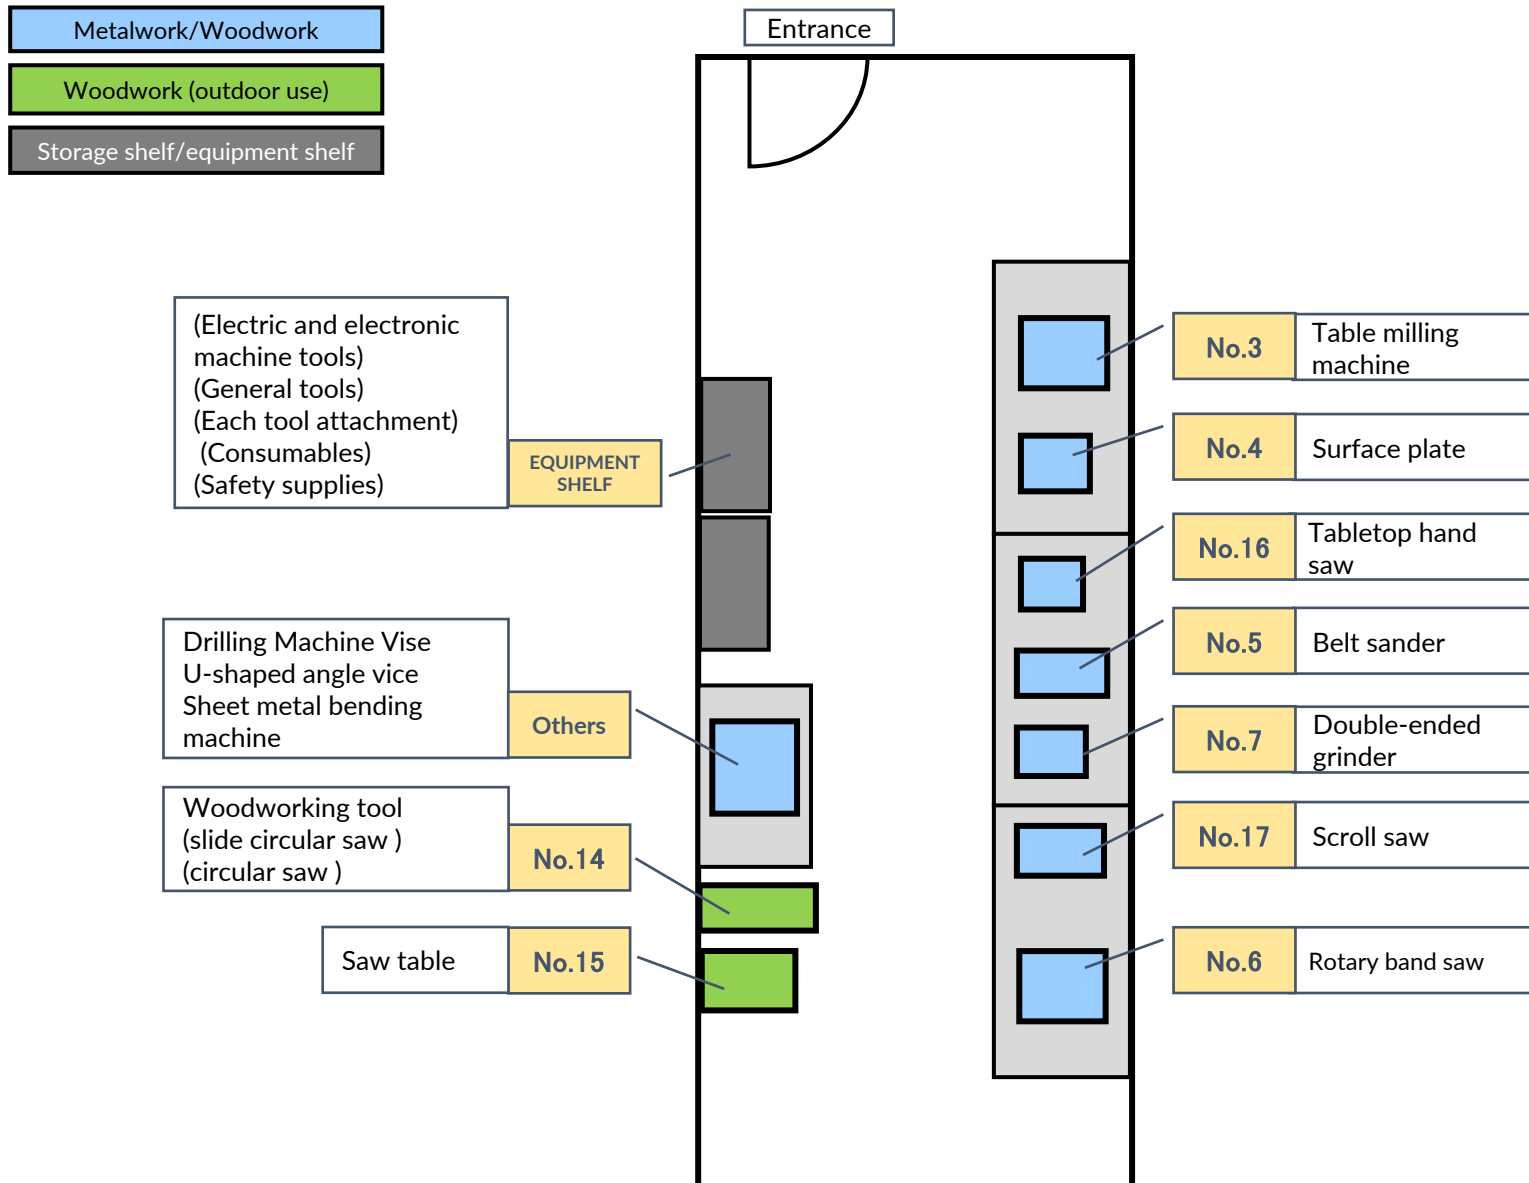 Metalwork/Woodwork
Woodwork (outdoor use)
Storage shelf/equipment shelf
Entrance
(Electric and electronic
machine tools)
(General tools)
(Each tool attachment)
(Consumables)
(Safety supplies)
EQUIPMENT
SHELF
Drilling Machine Vise
U-shaped angle vice
Sheet metal bending
machine
Others
Woodworking tool
(slide circular saw )
(circular saw )
No.14
Saw table
No.15
No.3
Table milling
machine
No.4
Surface plate
No.16
Tabletop hand
saw
No.5
Belt sander
No.7
Double-ended
grinder
No.17
Scroll saw
No.6
Rotary band saw